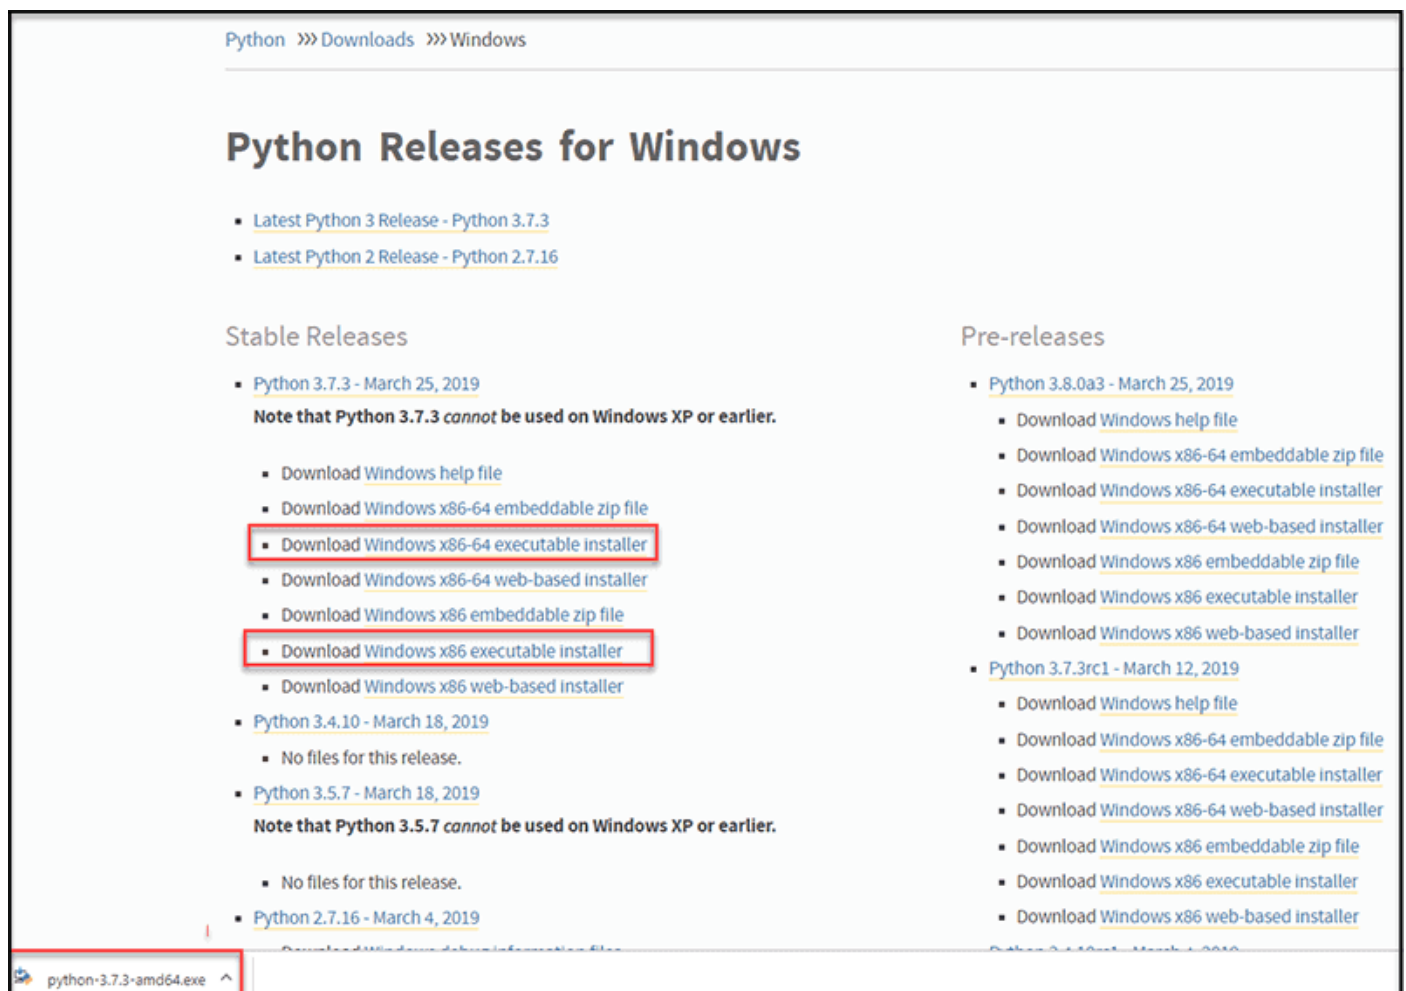 Python >>> Downloads >>> Windows
Python Releases for Windows
Latest Python 3 Release - Python 3.7.3
Latest Python 2 Release - Python 2.7.16
Stable Releases
Python 3.7.3 - March 25, 2019
Note that Python 3.7.3 cannot be used on Windows XP or earlier.
Download Windows help file
Download Windows x86-64 embeddable zip file
Download Windows x86-64 executable installer
Download Windows x86-64 web-based installer
Download Windows x86 embeddable zip file
Download Windows x86 executable installer
Download Windows x86 web-based installer
Python 3.4.10 - March 18, 2019
No files for this release.
Python 3.5.7 - March 18, 2019
Note that Python 3.5.7 cannot be used on Windows XP or earlier.
No files for this release.
Python 2.7.16 - March 4, 2019
Download Windows debug information files
Pre-releases
Python 3.8.0a3 - March 25, 2019
Download Windows help file
Download Windows x86-64 embeddable zip file
Download Windows x86-64 executable installer
Download Windows x86-64 web-based installer
Download Windows x86 embeddable zip file
Download Windows x86 executable installer
Download Windows x86 web-based installer
Python 3.7.3rc1 - March 12, 2019
Download Windows help file
Download Windows x86-64 embeddable zip file
Download Windows x86-64 executable installer
Download Windows x86-64 web-based installer
Download Windows x86 embeddable zip file
Download Windows x86 executable installer
Download Windows x86 web-based installer
Python 3.4.10rc1 - March 4, 2019
python-3.7.3-amd64.exe